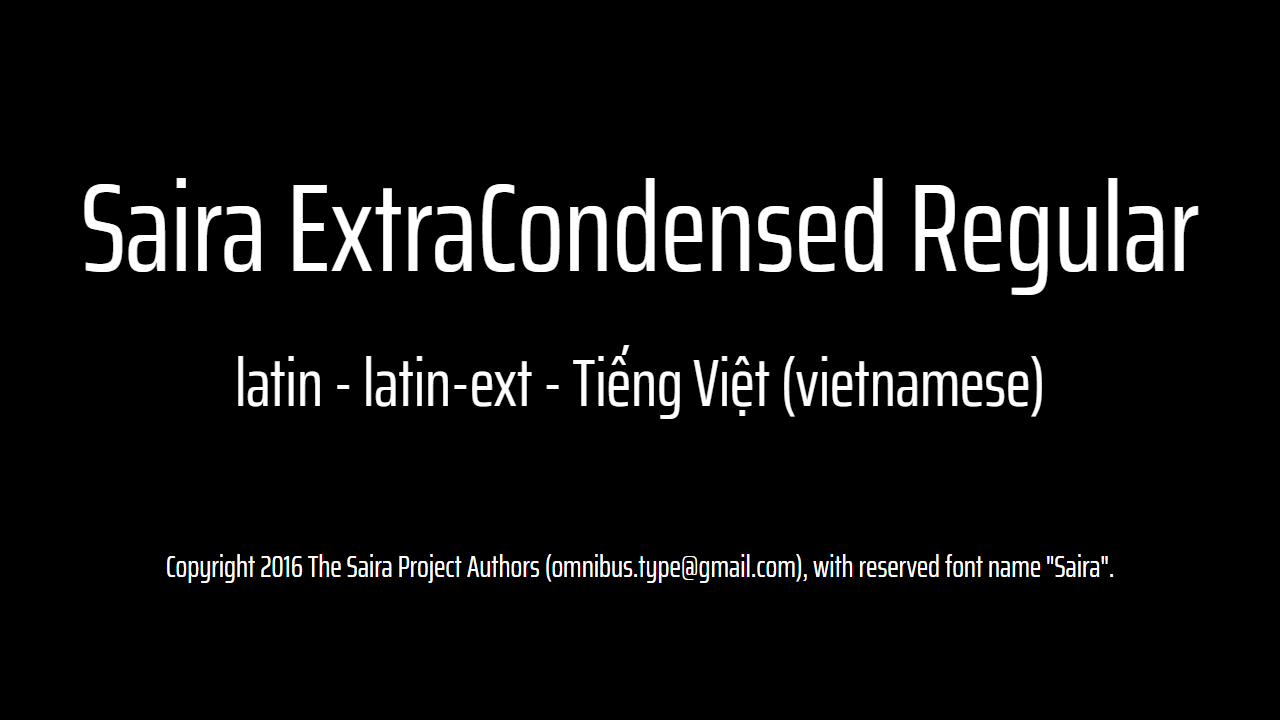 Saira ExtraCondensed Regular
latin - latin-ext - Tiếng Việt (vietnamese)
Copyright 2016 The Saira Project Authors (omnibus.type@gmail.com), with reserved font name "Saira".